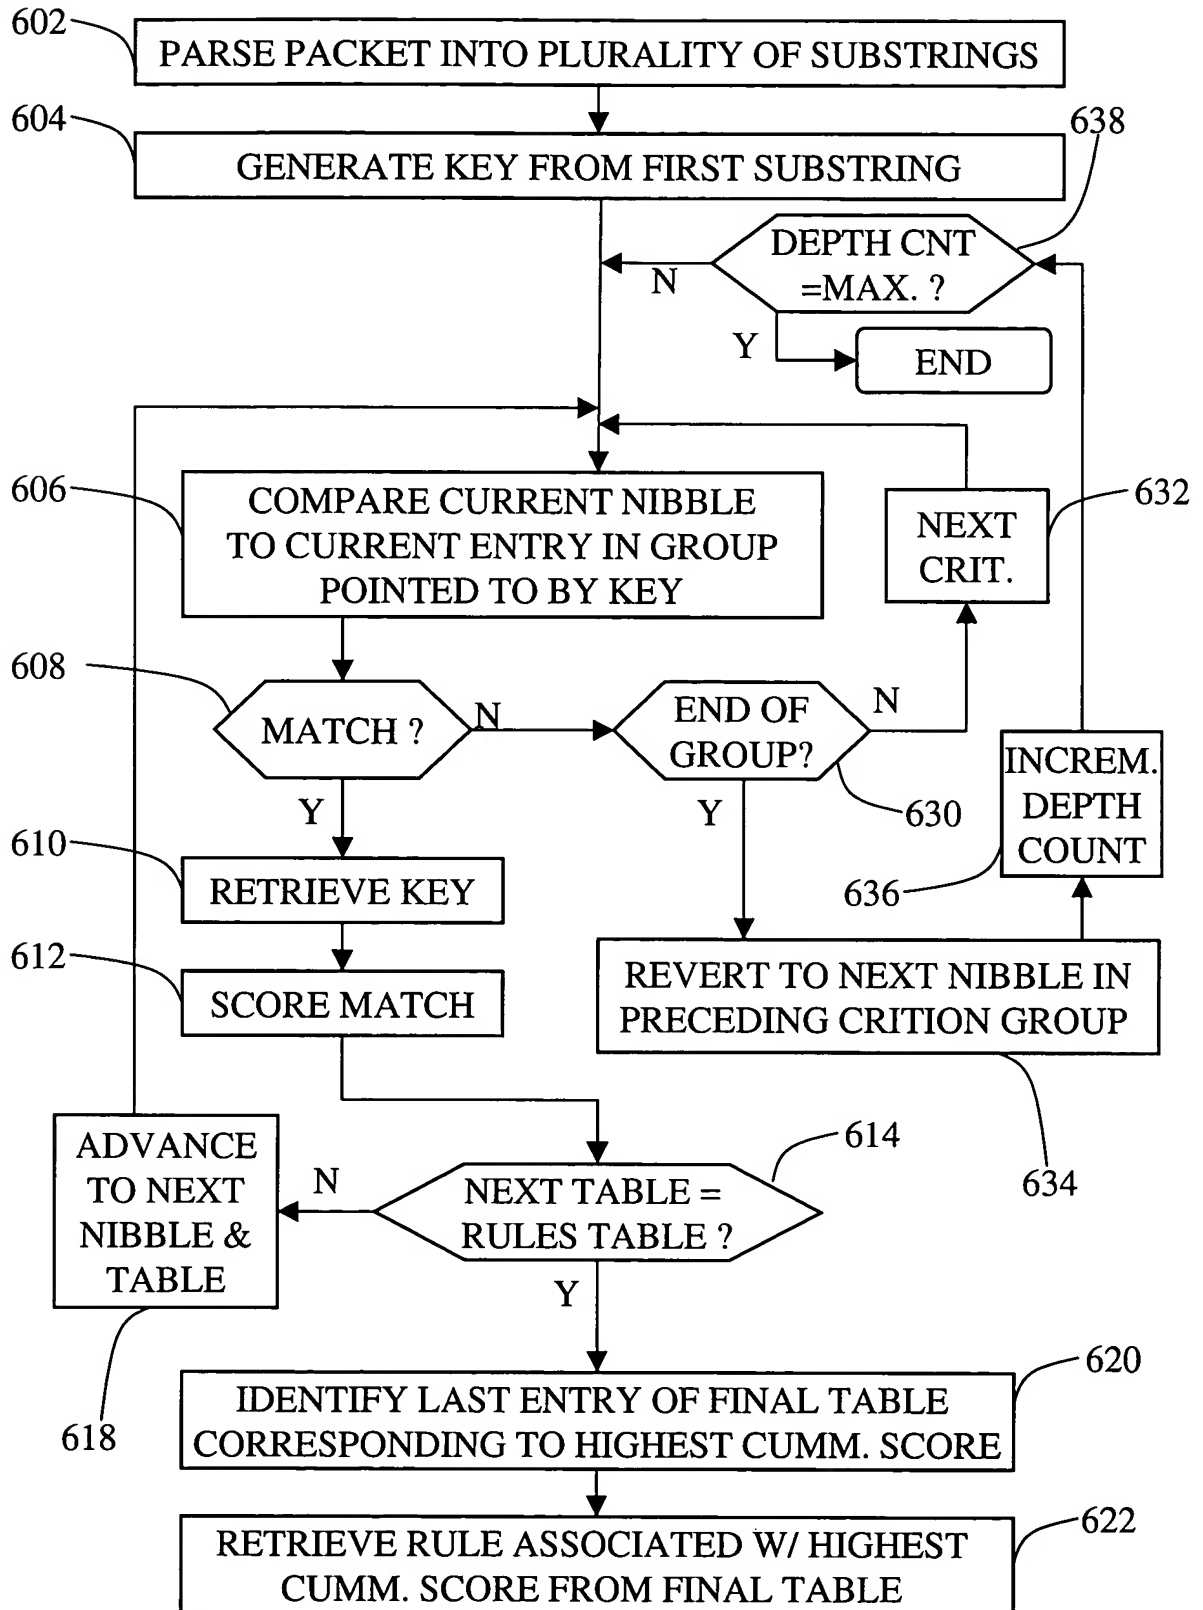 602
PARSE PACKET INTO PLURALITY OF SUBSTRINGS
604
638
GENERATE KEY FROM FIRST SUBSTRING
DEPTH CNT
=MAX. ?
N
Y
END
606
COMPARE CURRENT NIBBLE
TO CURRENT ENTRY IN GROUP
POINTED TO BY KEY
632
NEXT
CRIT.
608
MATCH ?
N
END OF
GROUP?
N
Y
Y
630
INCREM.
DEPTH
COUNT
636
610
RETRIEVE KEY
612
SCORE MATCH
REVERT TO NEXT NIBBLE IN
PRECEDING CRITION GROUP
634
614
ADVANCE
TO NEXT
NIBBLE &
TABLE
N
NEXT TABLE =
RULES TABLE ?
Y
618
620
IDENTIFY LAST ENTRY OF FINAL TABLE
CORRESPONDING TO HIGHEST CUMM. SCORE
622
RETRIEVE RULE ASSOCIATED W/ HIGHEST
CUMM. SCORE FROM FINAL TABLE